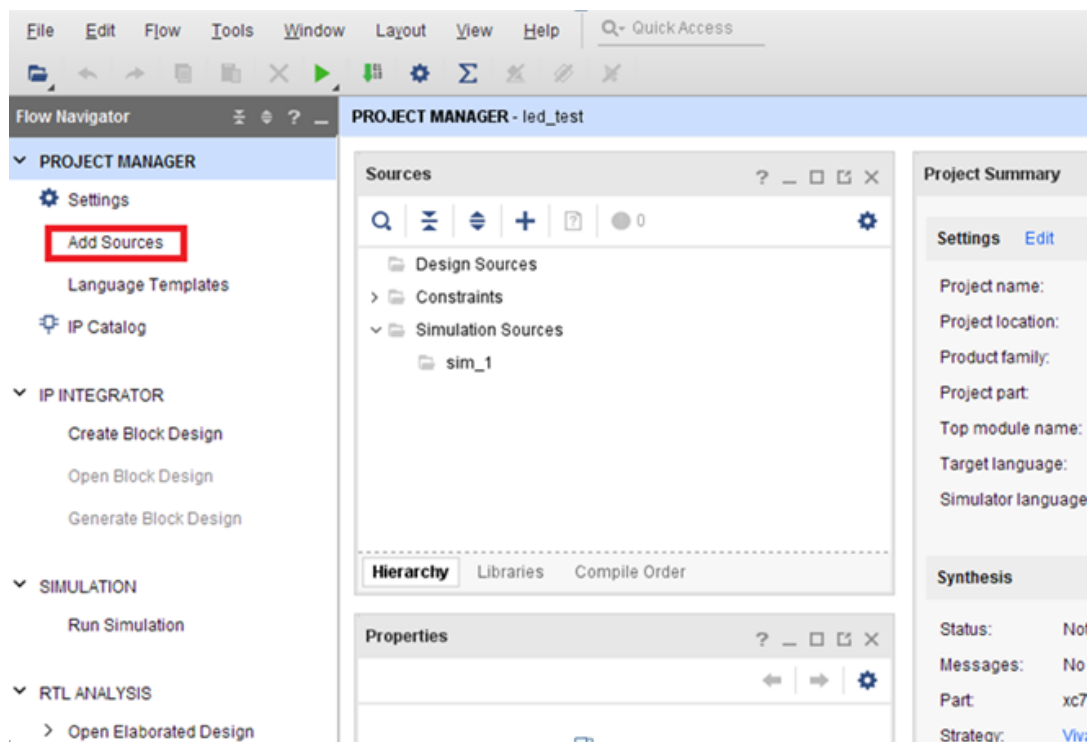 File Edit Flow Tools Window Layout View Help Quick Access
Flow Navigator ? PROJECT MANAGER - led_test
PROJECT MANAGER
Settings
Add Sources
Language Templates
IP Catalog
IP INTEGRATOR
Create Block Design
Open Block Design
Generate Block Design
SIMULATION
Run Simulation
RTL ANALYSIS
Open Elaborated Design
Sources ?
? 0
Design Sources
Constraints
Simulation Sources
sim_1
Hierarchy Libraries Compile Order
Properties ?
Project Summary
Settings Edit
Project name:
Project location:
Product family:
Project part:
Top module name:
Target language:
Simulator language
Synthesis
Status: Not
Messages: No
Part: xc7
Strategy: Viva